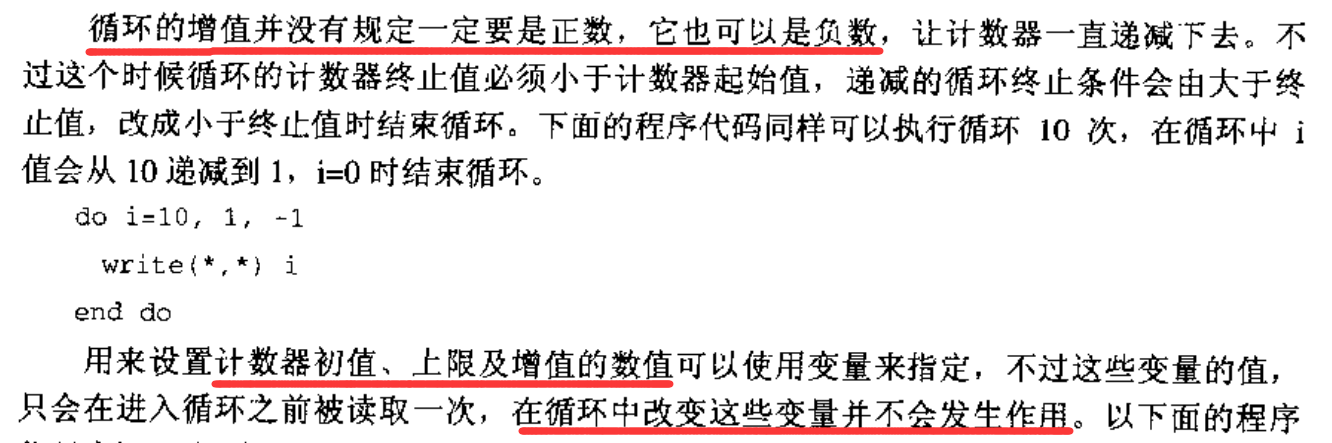 循环的增值并没有规定一定要是正数，它也可以是负数，让计数器一直递减下去。不
过这个时候循环的计数器终止值必须小于计数器起始值，递减的循环终止条件会由大于终
止值，改成小于终止值时结束循环。下面的程序代码同样可以执行循环 10 次，在循环中 i
值会从 10 递减到 1，i=0 时结束循环。
do i=10, 1, -1
write(*,*) i
end do
用来设置计数器初值、上限及增值的数值可以使用变量来指定，不过这些变量的值，
只会在进入循环之前被读取一次，在循环中改变这些变量并不会发生作用。以下面的程序